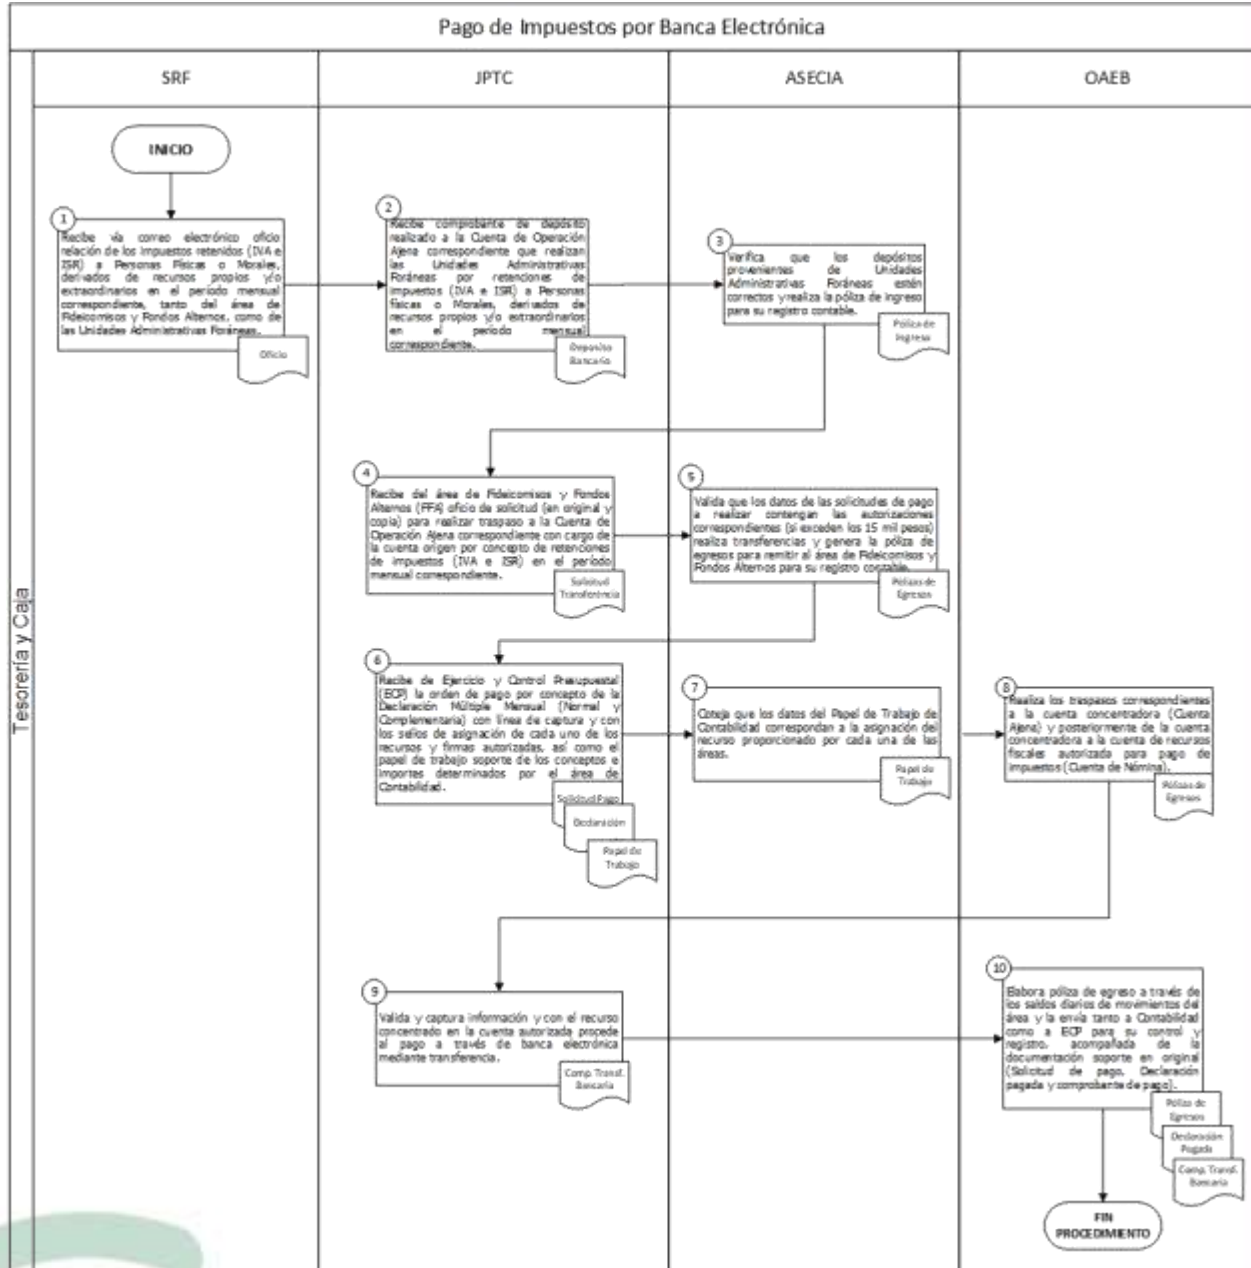 Pago de Impuestos por Banca Electrónica
Tesorería y Caja
SRF
JPTC
ASECIA
OAEB
INICIO
1
Recibe vía correo electrónico oficio
relación de los impuestos retenidos (IVA e
ISR) a Personas Físicas o Morales,
derivados de recursos propios y/o
extraordinarios en el periodo mensual
correspondiente, tanto del área de
Fideicomisos y Fondos Alternos, como de
las Unidades Administrativas Foráneas.
Oficio
2
Recibe comprobante de depósito
realizado a la Cuenta de Operación
Ajena correspondiente que realizan
las Unidades Administrativas
Foráneas por retenciones de
impuestos (IVA e ISR) a Personas
físicas o Morales, derivados de
recursos propios y/o extraordinarios
en el período mensual
correspondiente.
Deposito
Bancario
3
Verifica que los depósitos
provenientes de Unidades
Administrativas Foráneas estén
correctos y realiza la póliza de ingreso
para su registro contable.
Póliza de
Ingreso
4
Recibe del área de Fideicomisos y Fondos
Alternos (FFA) oficio de solicitud (en original y
copia) para realizar traspaso a la Cuenta de
Operación Ajena correspondiente con cargo de
la cuenta origen por concepto de retenciones
de impuestos (IVA e ISR) en el período
mensual correspondiente.
Solicitud
Transferencia
5
Valida que los datos de las solicitudes de pago
a realizar contengan las autorizaciones
correspondientes (si exceden los 15 mil pesos)
realiza transferencias y genera la póliza de
egresos para remitir al área de Fideicomisos y
Fondos Alternos para su registro contable.
Pólizas de
Egresos
6
Recibe de Ejercicio y Control Presupuestal
(ECP) la orden de pago por concepto de la
Declaración Múltiple Mensual (Normal y
Complementaria) con línea de captura y con
los sellos de asignación de cada uno de los
recursos y firmas autorizadas, así como el
papel de trabajo soporte de los conceptos e
importes determinados por el área de
Contabilidad.
Solicitud Pago
Declaración
Papel de
Trabajo
7
Coteja que los datos del Papel de Trabajo de
Contabilidad correspondan a la asignación del
recurso proporcionado por cada una de las
áreas.
Papel de
Trabajo
8
Realiza los traspasos correspondientes
a la cuenta concentradora (Cuenta
Ajena) y posteriormente de la cuenta
concentradora a la cuenta de recursos
fiscales autorizada para pago de
impuestos (Cuenta de Nómina).
Pólizas de
Egresos
9
Valida y captura información y con el recurso
concentrado en la cuenta autorizada procede
al pago a través de banca electrónica
mediante transferencia.
Comp. Transf.
Bancaria
10
Elabora póliza de egreso a través de
los saldos diarios de movimientos del
área y la envía tanto a Contabilidad
como a ECP para su control y
registro, acompañada de la
documentación soporte en original
(Solicitud de pago, Declaración
pagada y comprobante de pago).
Póliza de
Egresos
Declaración
Pagada
Comp. Transf.
Bancaria
FIN
PROCEDIMIENTO